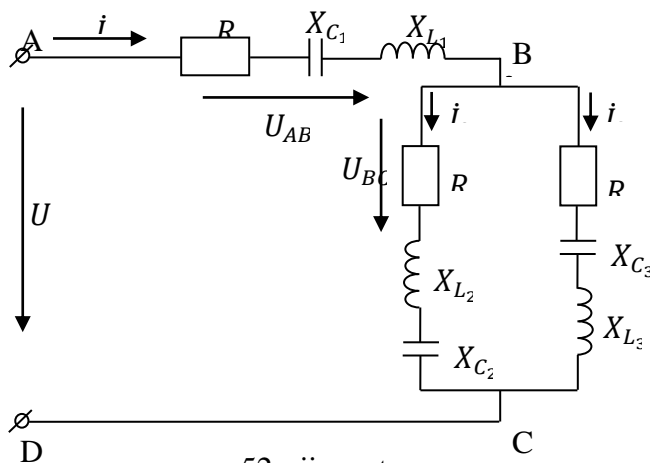 A
i
R
X_{C_1}
X_{L_1}
B
U_{AB}
U
U_{BC}
i
i
R
R
X_{L_2}
X_{C_3}
X_{C_2}
X_{L_3}
D
C